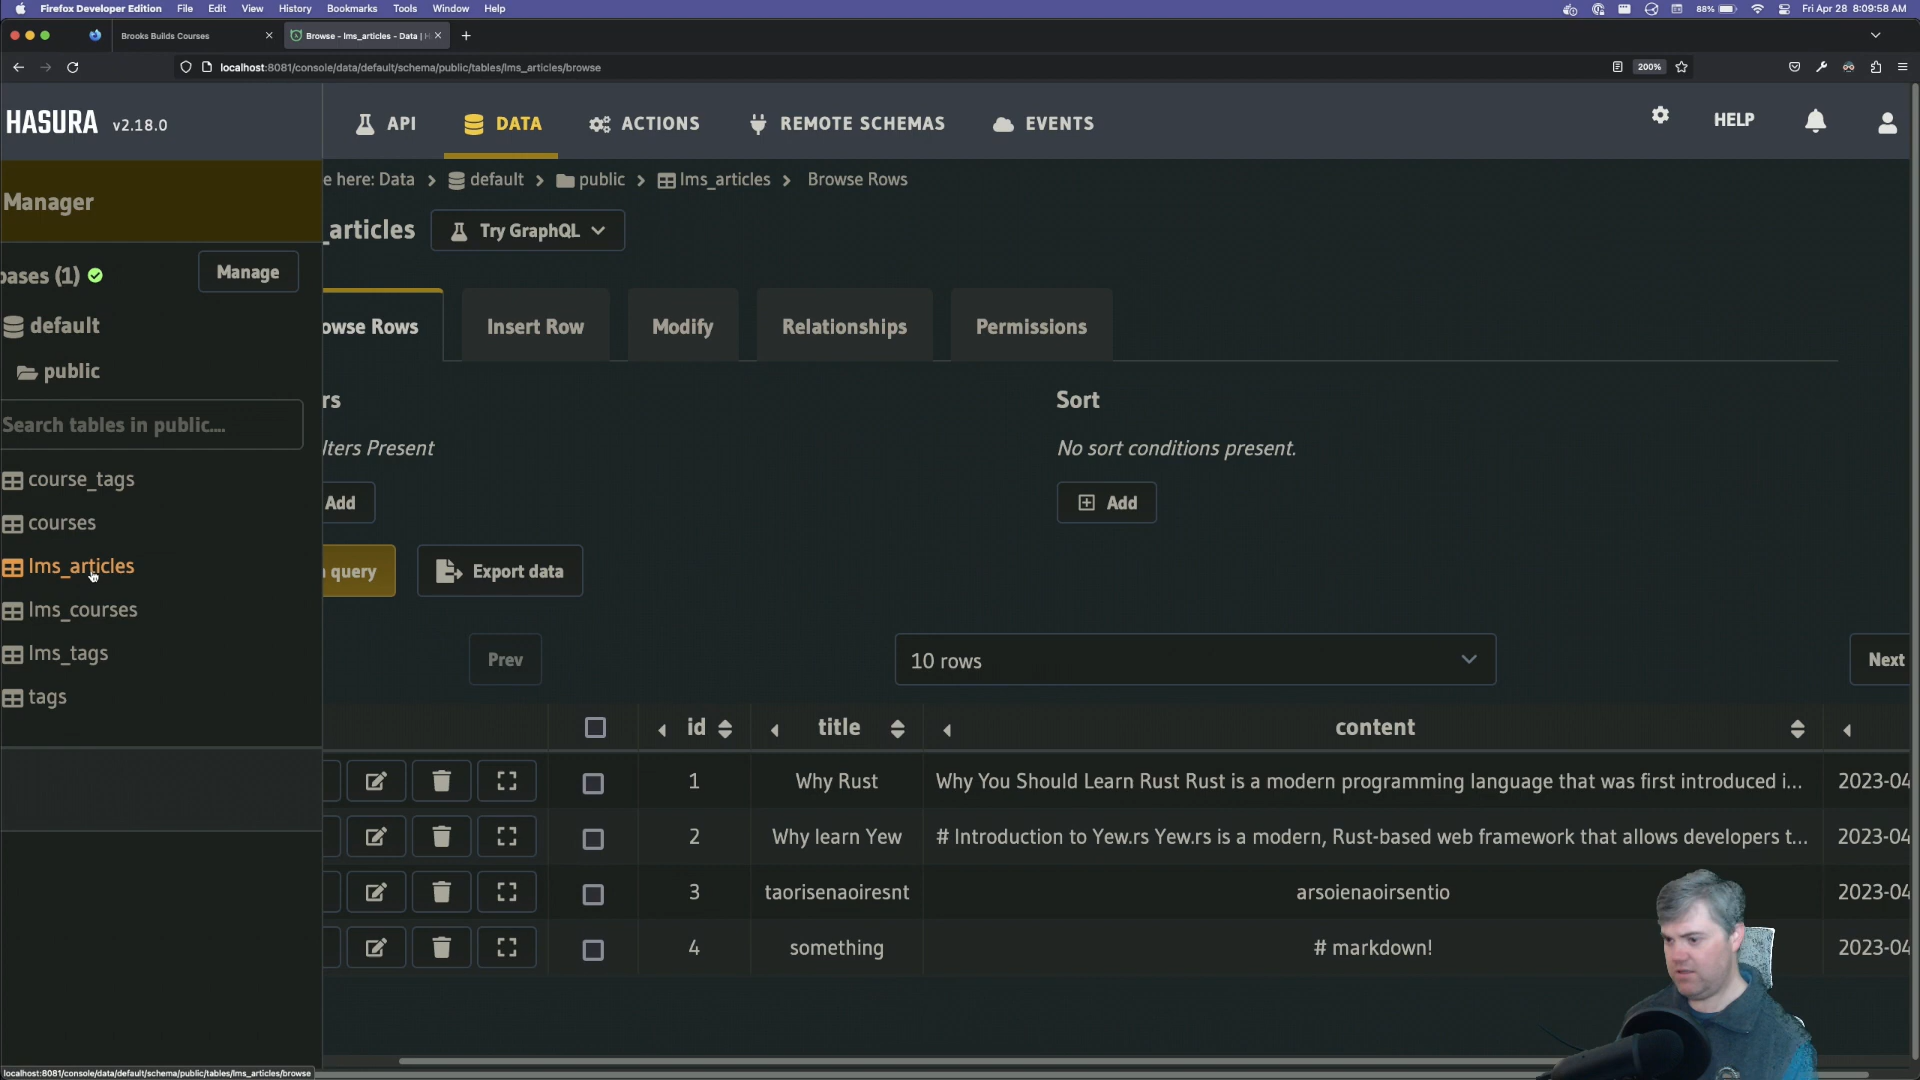 Firefox Developer Edition File Edit View History Bookmarks Tools Window Help 88% Fri Apr 28 8:09:58 AM
Brooks Builds Courses Browse - lms_articles - Data | H
localhost:8081/console/data/default/schema/public/tables/lms_articles/browse 200%
HASURA v2.18.0 API DATA ACTIONS REMOTE SCHEMAS EVENTS HELP
e here: Data > default > public > lms_articles > Browse Rows
Manager
_articles Try GraphQL
bases (1) Manage
default
owse Rows Insert Row Modify Relationships Permissions
public
rs Sort
Search tables in public....
lters Present No sort conditions present.
course_tags
Add Add
courses
lms_articles
query Export data
lms_courses
lms_tags
Prev 10 rows Next
tags
id title content
1 Why Rust Why You Should Learn Rust Rust is a modern programming language that was first introduced i... 2023-04
2 Why learn Yew # Introduction to Yew.rs Yew.rs is a modern, Rust-based web framework that allows developers t... 2023-04
3 taorisenaoiresnt arsoienaoirsentio 2023-04
4 something # markdown! 2023-04
localhost:8081/console/data/default/schema/public/tables/lms_articles/browse